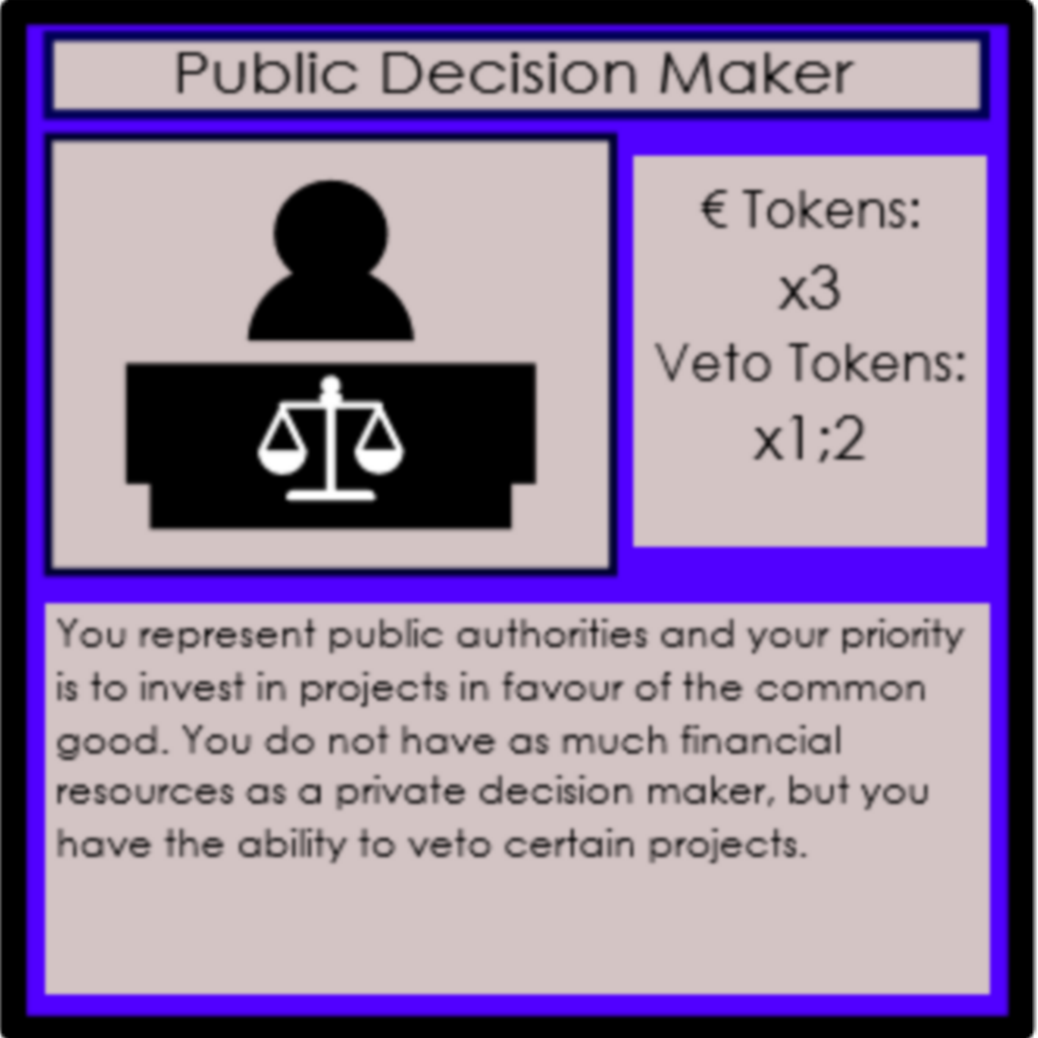 Public Decision Maker
€ Tokens:
x3
Veto Tokens:
x1;2
You represent public authorities and your priority
is to invest in projects in favour of the common
good. You do not have as much financial
resources as a private decision maker, but you
have the ability to veto certain projects.